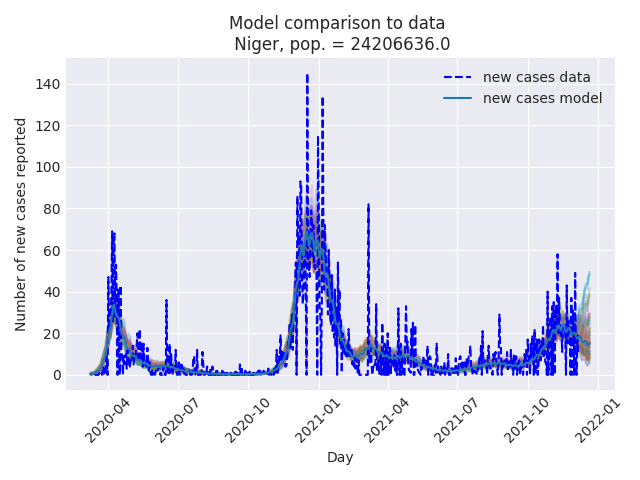 Model comparison to data
Niger, pop. = 24206636.0
new cases data
new cases model
Number of new cases reported
140
120
100
80
60
40
20
0
2020-04
2020-07
2020-10
2021-01
2021-04
2021-07
2021-10
2022-01
Day